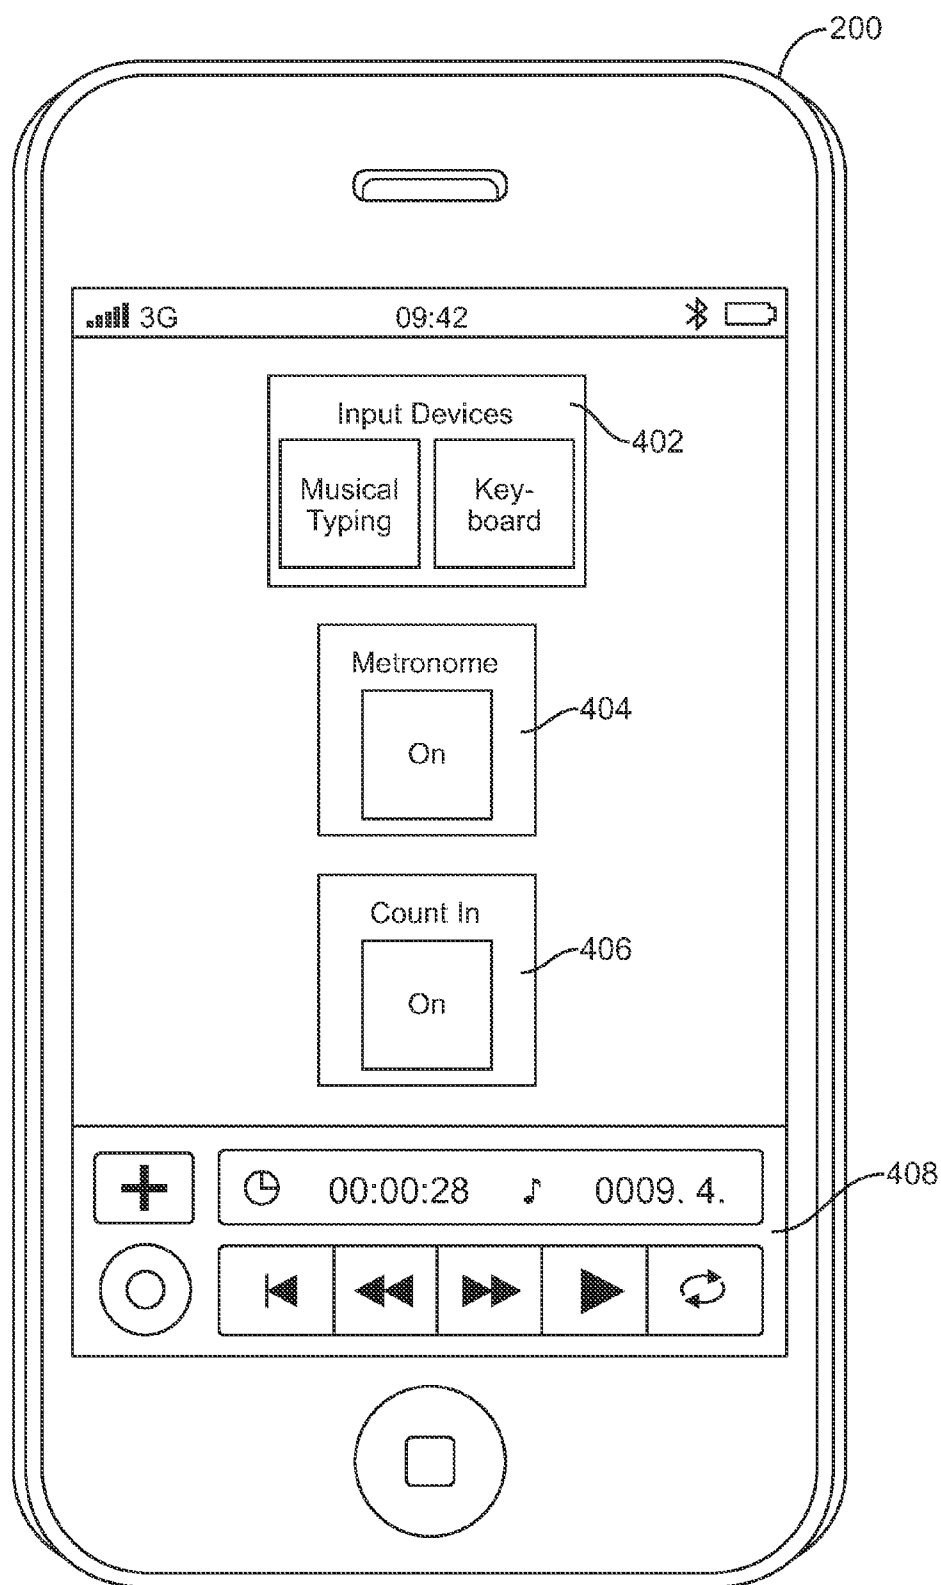 200
3G 09:42
Input Devices
402
Musical Typing
Key-board
Metronome
404
On
Count In
406
On
408
00:00:28 0009. 4.